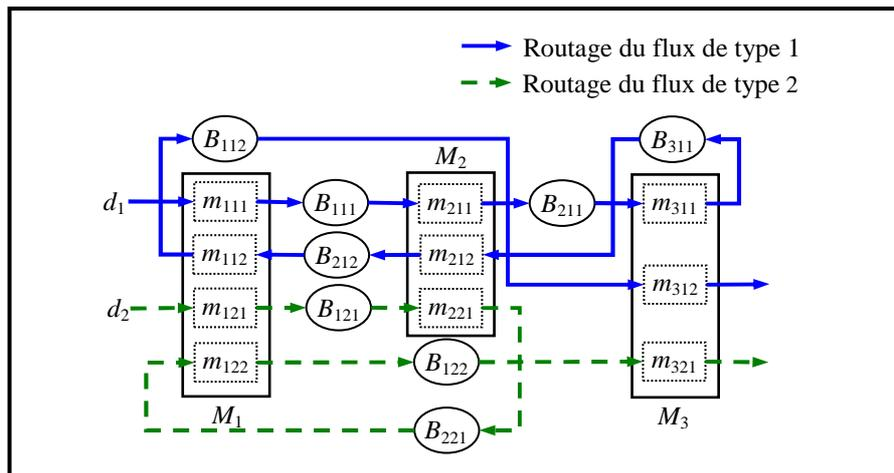 Routage du flux de type 1
Routage du flux de type 2
B112
B311
M2
d1
m111
B111
m211
B211
m311
m112
B212
m212
m312
d2
m121
B121
m221
m122
B122
m321
M1
B221
M3